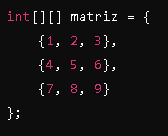 int[][] matriz = {
    {1, 2, 3},
    {4, 5, 6},
    {7, 8, 9}
};